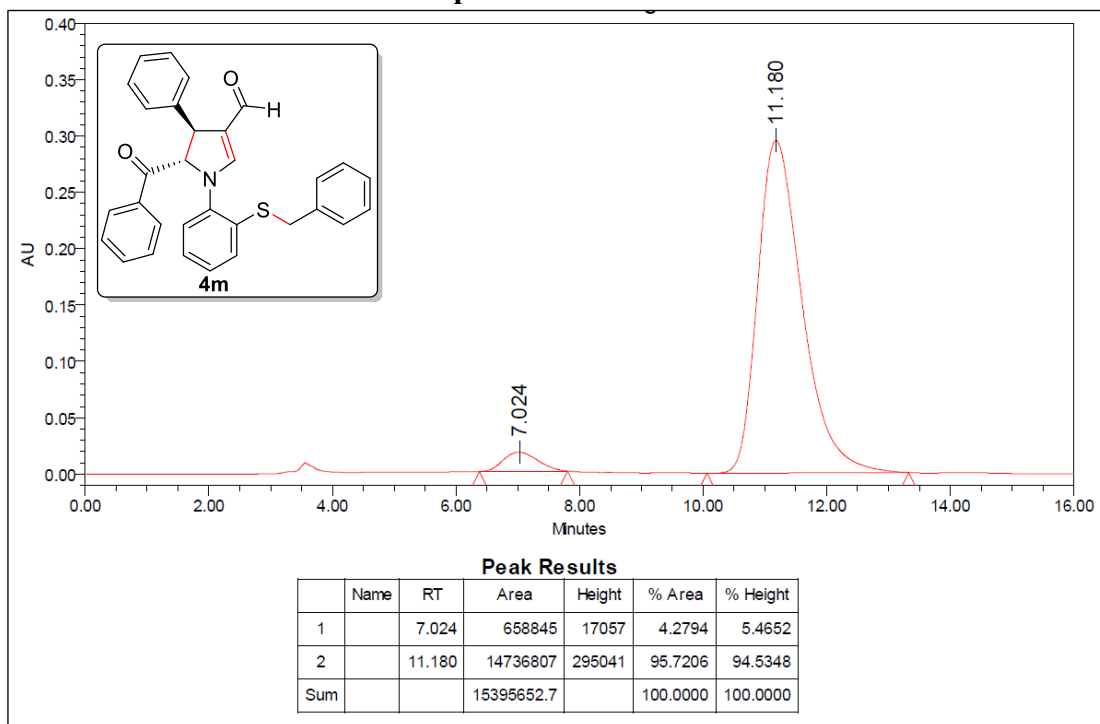 0.40
0.35
0.30
0.25
0.20
0.15
0.10
0.05
0.00
AU
O
H
O
N
S
4m
7.024
11.180
0.00 2.00 4.00 6.00 8.00 10.00 12.00 14.00 16.00
Minutes
Peak Results
Name RT Area Height % Area % Height
1 7.024 658845 17057 4.2794 5.4652
2 11.180 14736807 295041 95.7206 94.5348
Sum 15395652.7 100.0000 100.0000